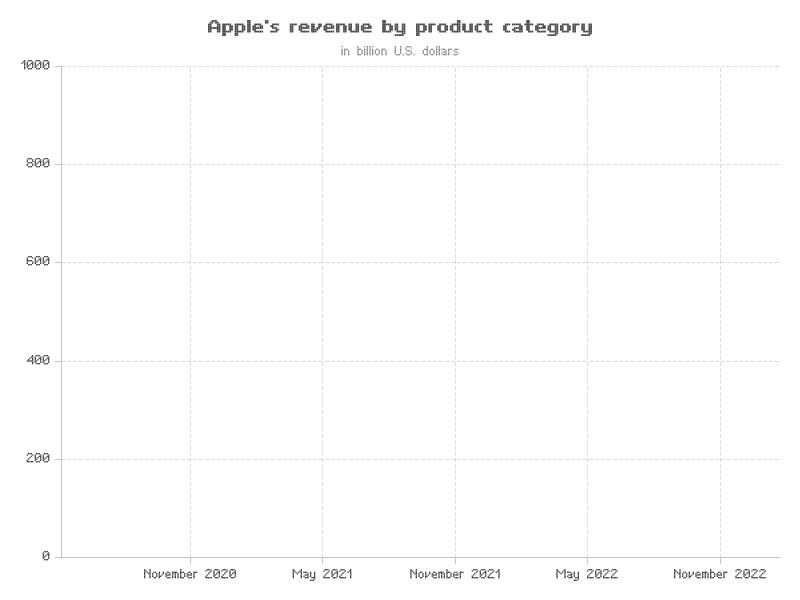 Apple's revenue by product category
in billion U.S. dollars
1000
800
600
400
200
0
November 2020 May 2021 November 2021 May 2022 November 2022